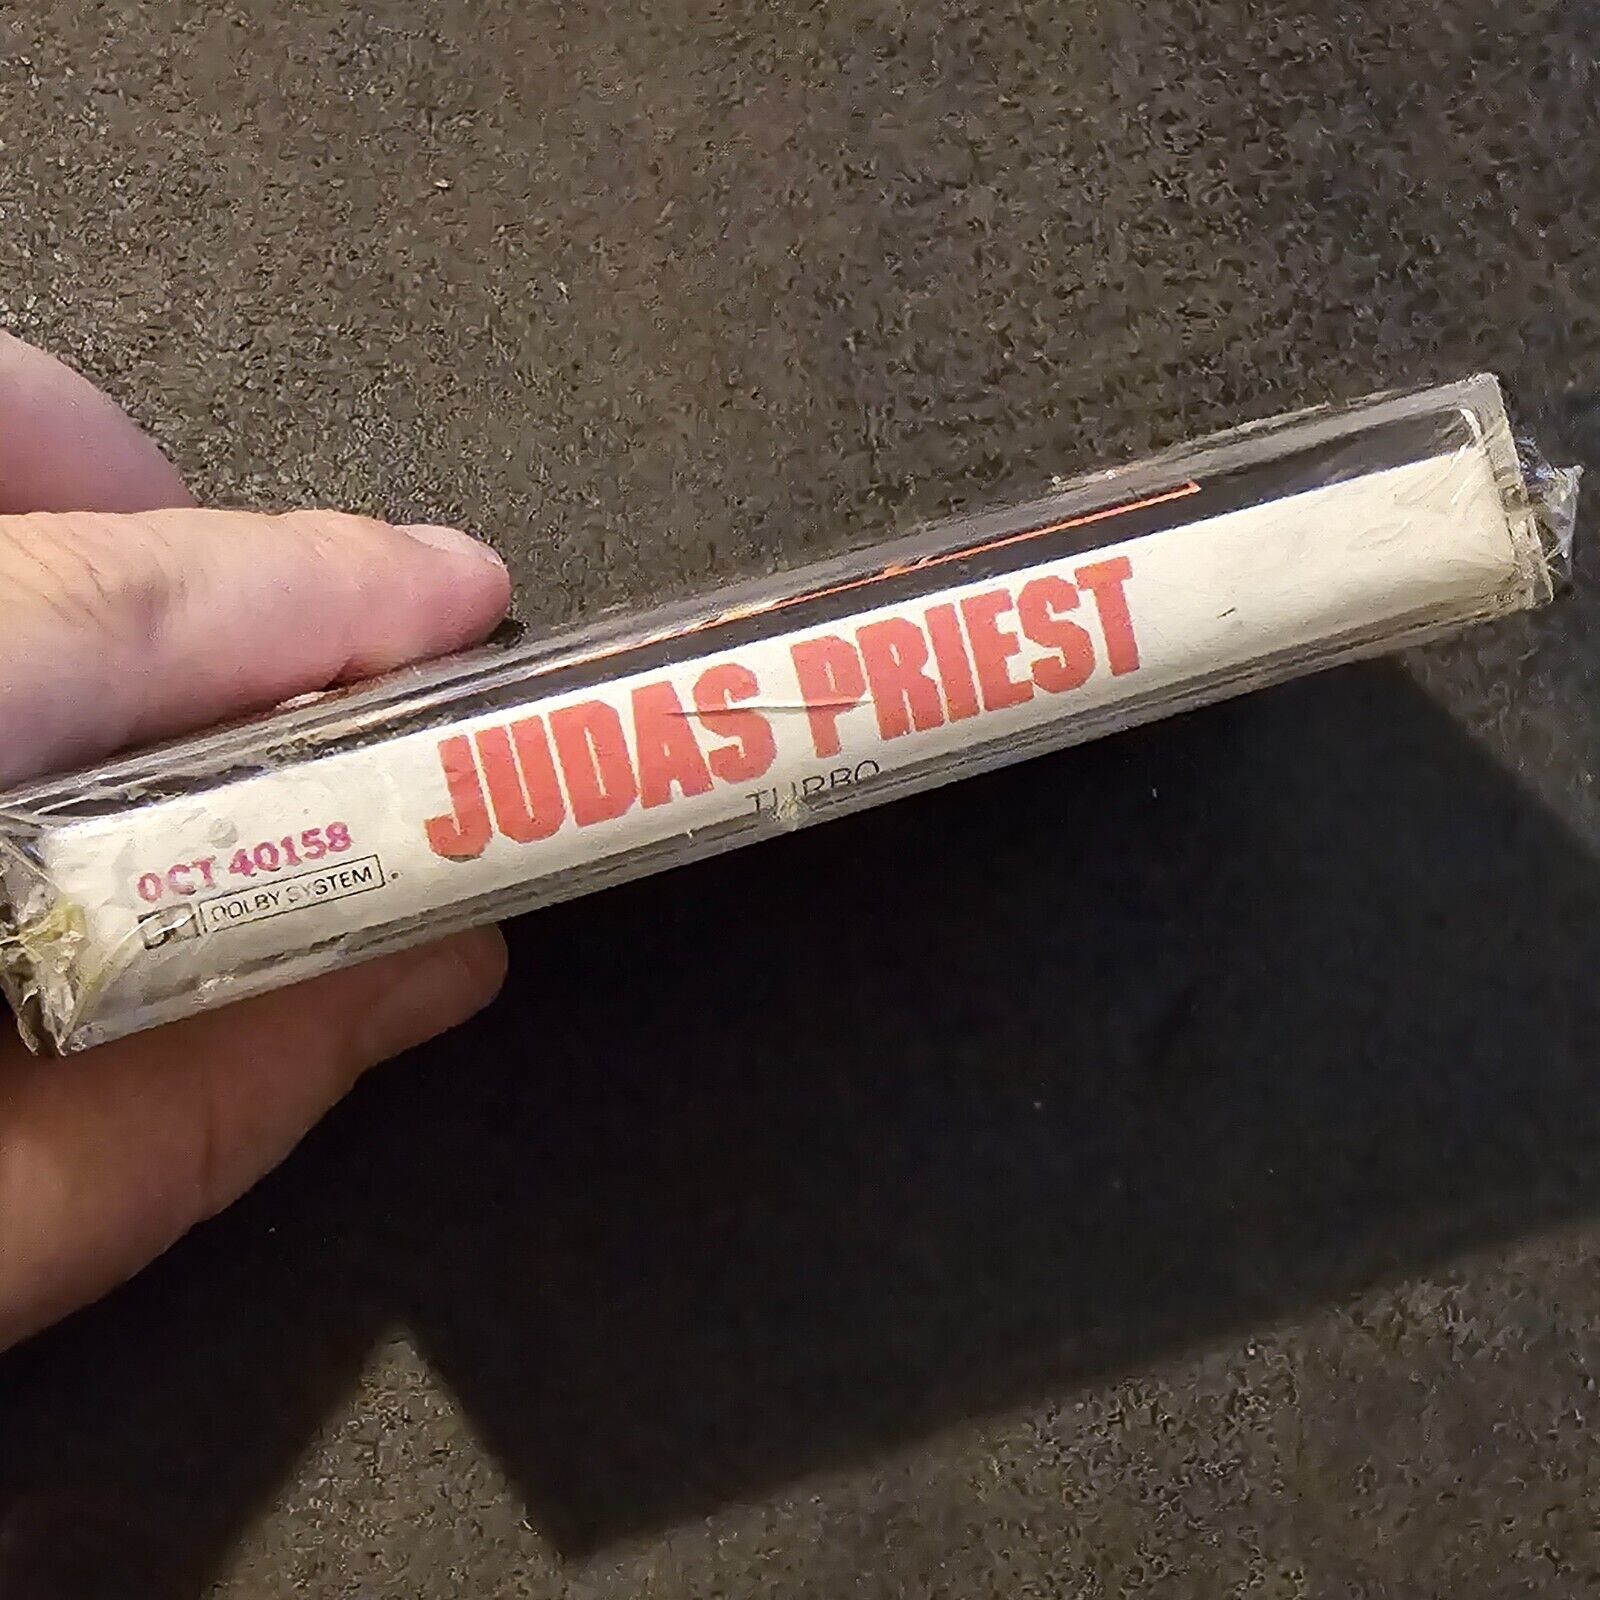 JUDAS PRIEST
TURBO
OCT 40158
DOLBY SYSTEM